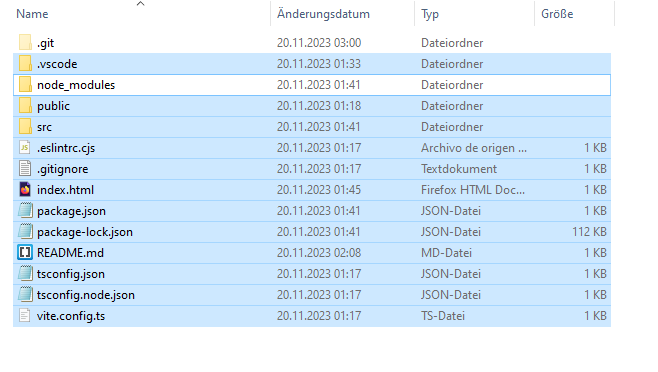 Name Änderungsdatum Typ Größe
.git 20.11.2023 03:00 Dateiordner
.vscode 20.11.2023 01:33 Dateiordner
node_modules 20.11.2023 01:41 Dateiordner
public 20.11.2023 01:18 Dateiordner
src 20.11.2023 01:41 Dateiordner
.eslintrc.cjs 20.11.2023 01:17 Archivo de origen ... 1 KB
.gitignore 20.11.2023 01:17 Textdokument 1 KB
index.html 20.11.2023 01:45 Firefox HTML Doc... 1 KB
package.json 20.11.2023 01:41 JSON-Datei 1 KB
package-lock.json 20.11.2023 01:41 JSON-Datei 112 KB
README.md 20.11.2023 02:08 MD-Datei 1 KB
tsconfig.json 20.11.2023 01:17 JSON-Datei 1 KB
tsconfig.node.json 20.11.2023 01:17 JSON-Datei 1 KB
vite.config.ts 20.11.2023 01:17 TS-Datei 1 KB